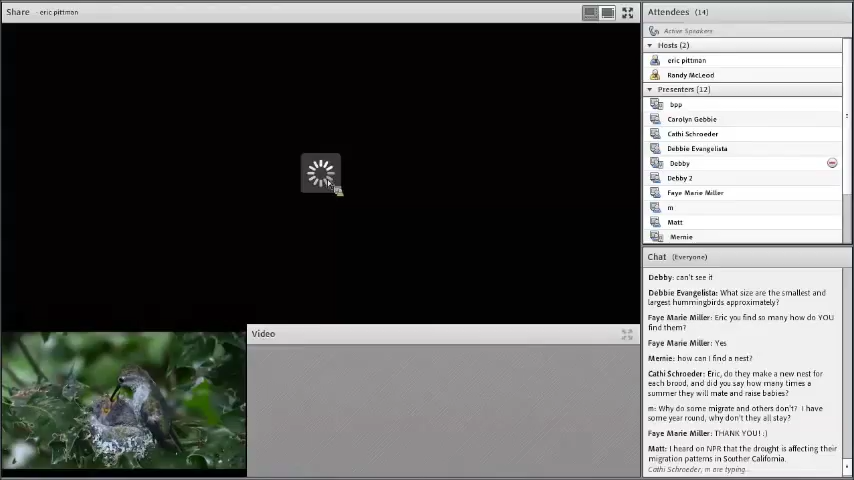 Share - eric pittman
Attendees (14)
Active Speakers
Hosts (2)
eric pittman
Randy McLeod
Presenters (12)
bpp
Carolyn Gebbie
Cathi Schroeder
Debbie Evangelista
Debby
Debby 2
Faye Marie Miller
m
Matt
Mernie
Video
Chat (Everyone)
Debby: can't see it
Debbie Evangelista: What size are the smallest and
largest hummingbirds approximately?
Faye Marie Miller: Eric you find so many how do YOU
find them?
Faye Marie Miller: Yes
Mernie: how can I find a nest?
Cathi Schroeder: Eric, do they make a new nest for
each brood, and did you say how many times a
summer they will mate and raise babies?
m: Why do some migrate and others don't? I have
some year round, why don't they all stay?
Faye Marie Miller: THANK YOU! :)
Matt: I heard on NPR that the drought is affecting their
migration patterns in Souther California.
Cathi Schroeder, m are typing...